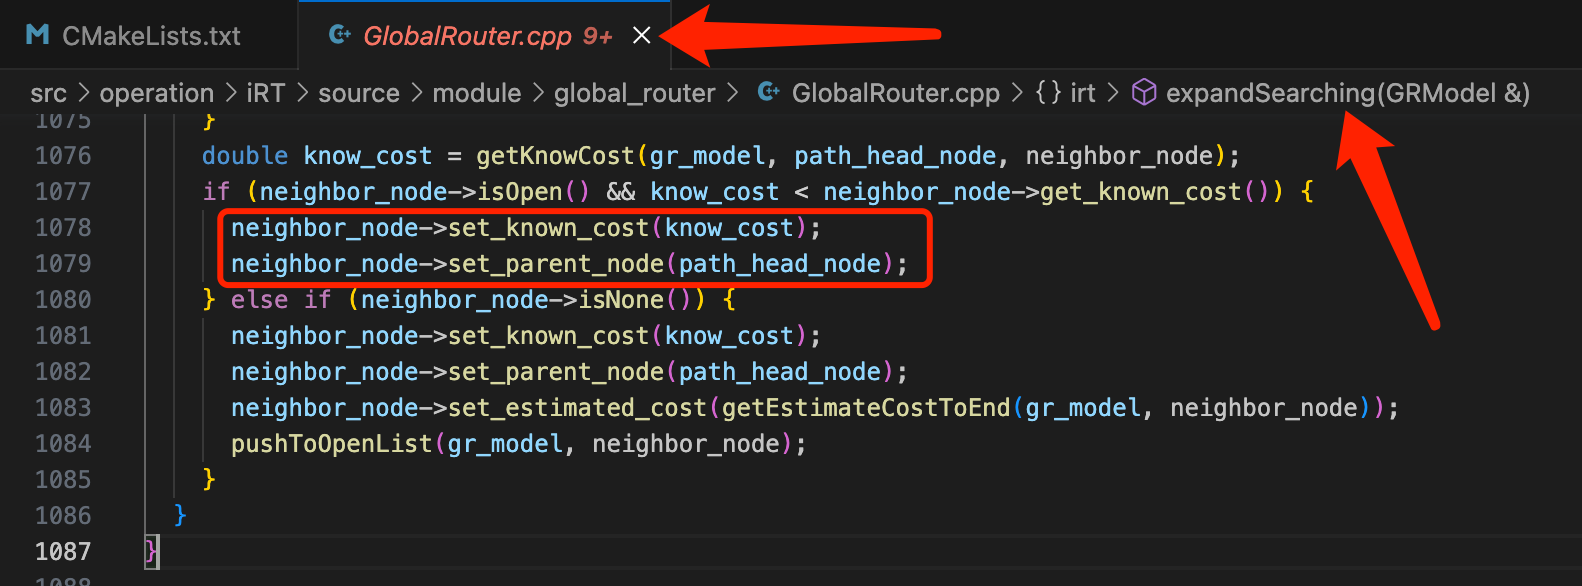 CMakeLists.txt GlobalRouter.cpp 9+
src > operation > iRT > source > module > global_router > GlobalRouter.cpp > {} irt > expandSearching(GRModel &)
1075 }
1076 double know_cost = getKnowCost(gr_model, path_head_node, neighbor_node);
1077 if (neighbor_node->isOpen() && know_cost < neighbor_node->get_known_cost()) {
1078 neighbor_node->set_known_cost(know_cost);
1079 neighbor_node->set_parent_node(path_head_node);
1080 } else if (neighbor_node->isNone()) {
1081 neighbor_node->set_known_cost(know_cost);
1082 neighbor_node->set_parent_node(path_head_node);
1083 neighbor_node->set_estimated_cost(getEstimateCostToEnd(gr_model, neighbor_node));
1084 pushToOpenList(gr_model, neighbor_node);
1085 }
1086 }
1087 }
1088